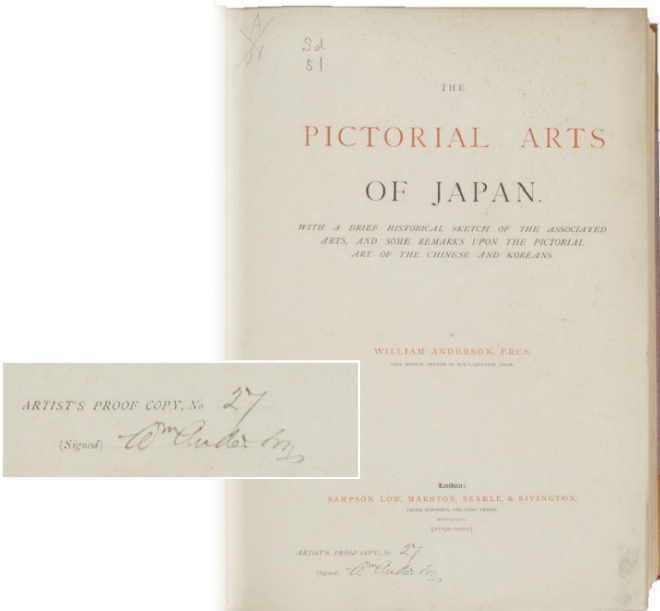 3d
51
THE
PICTORIAL ARTS
OF JAPAN.
WITH A BRIEF HISTORICAL SKETCH OF THE ASSOCIATED
ARTS, AND SOME REMARKS UPON THE PICTORIAL
ART OF THE CHINESE AND KOREANS.
BY
WILLIAM ANDERSON, F.R.C.S.
London:
SAMPSON LOW, MARSTON, SEARLE, & RIVINGTON,
ARTIST'S PROOF COPY, No. 27
(Signed) Wm Anderson
ARTIST'S PROOF COPY, No. 27
(Signed) Wm Anderson